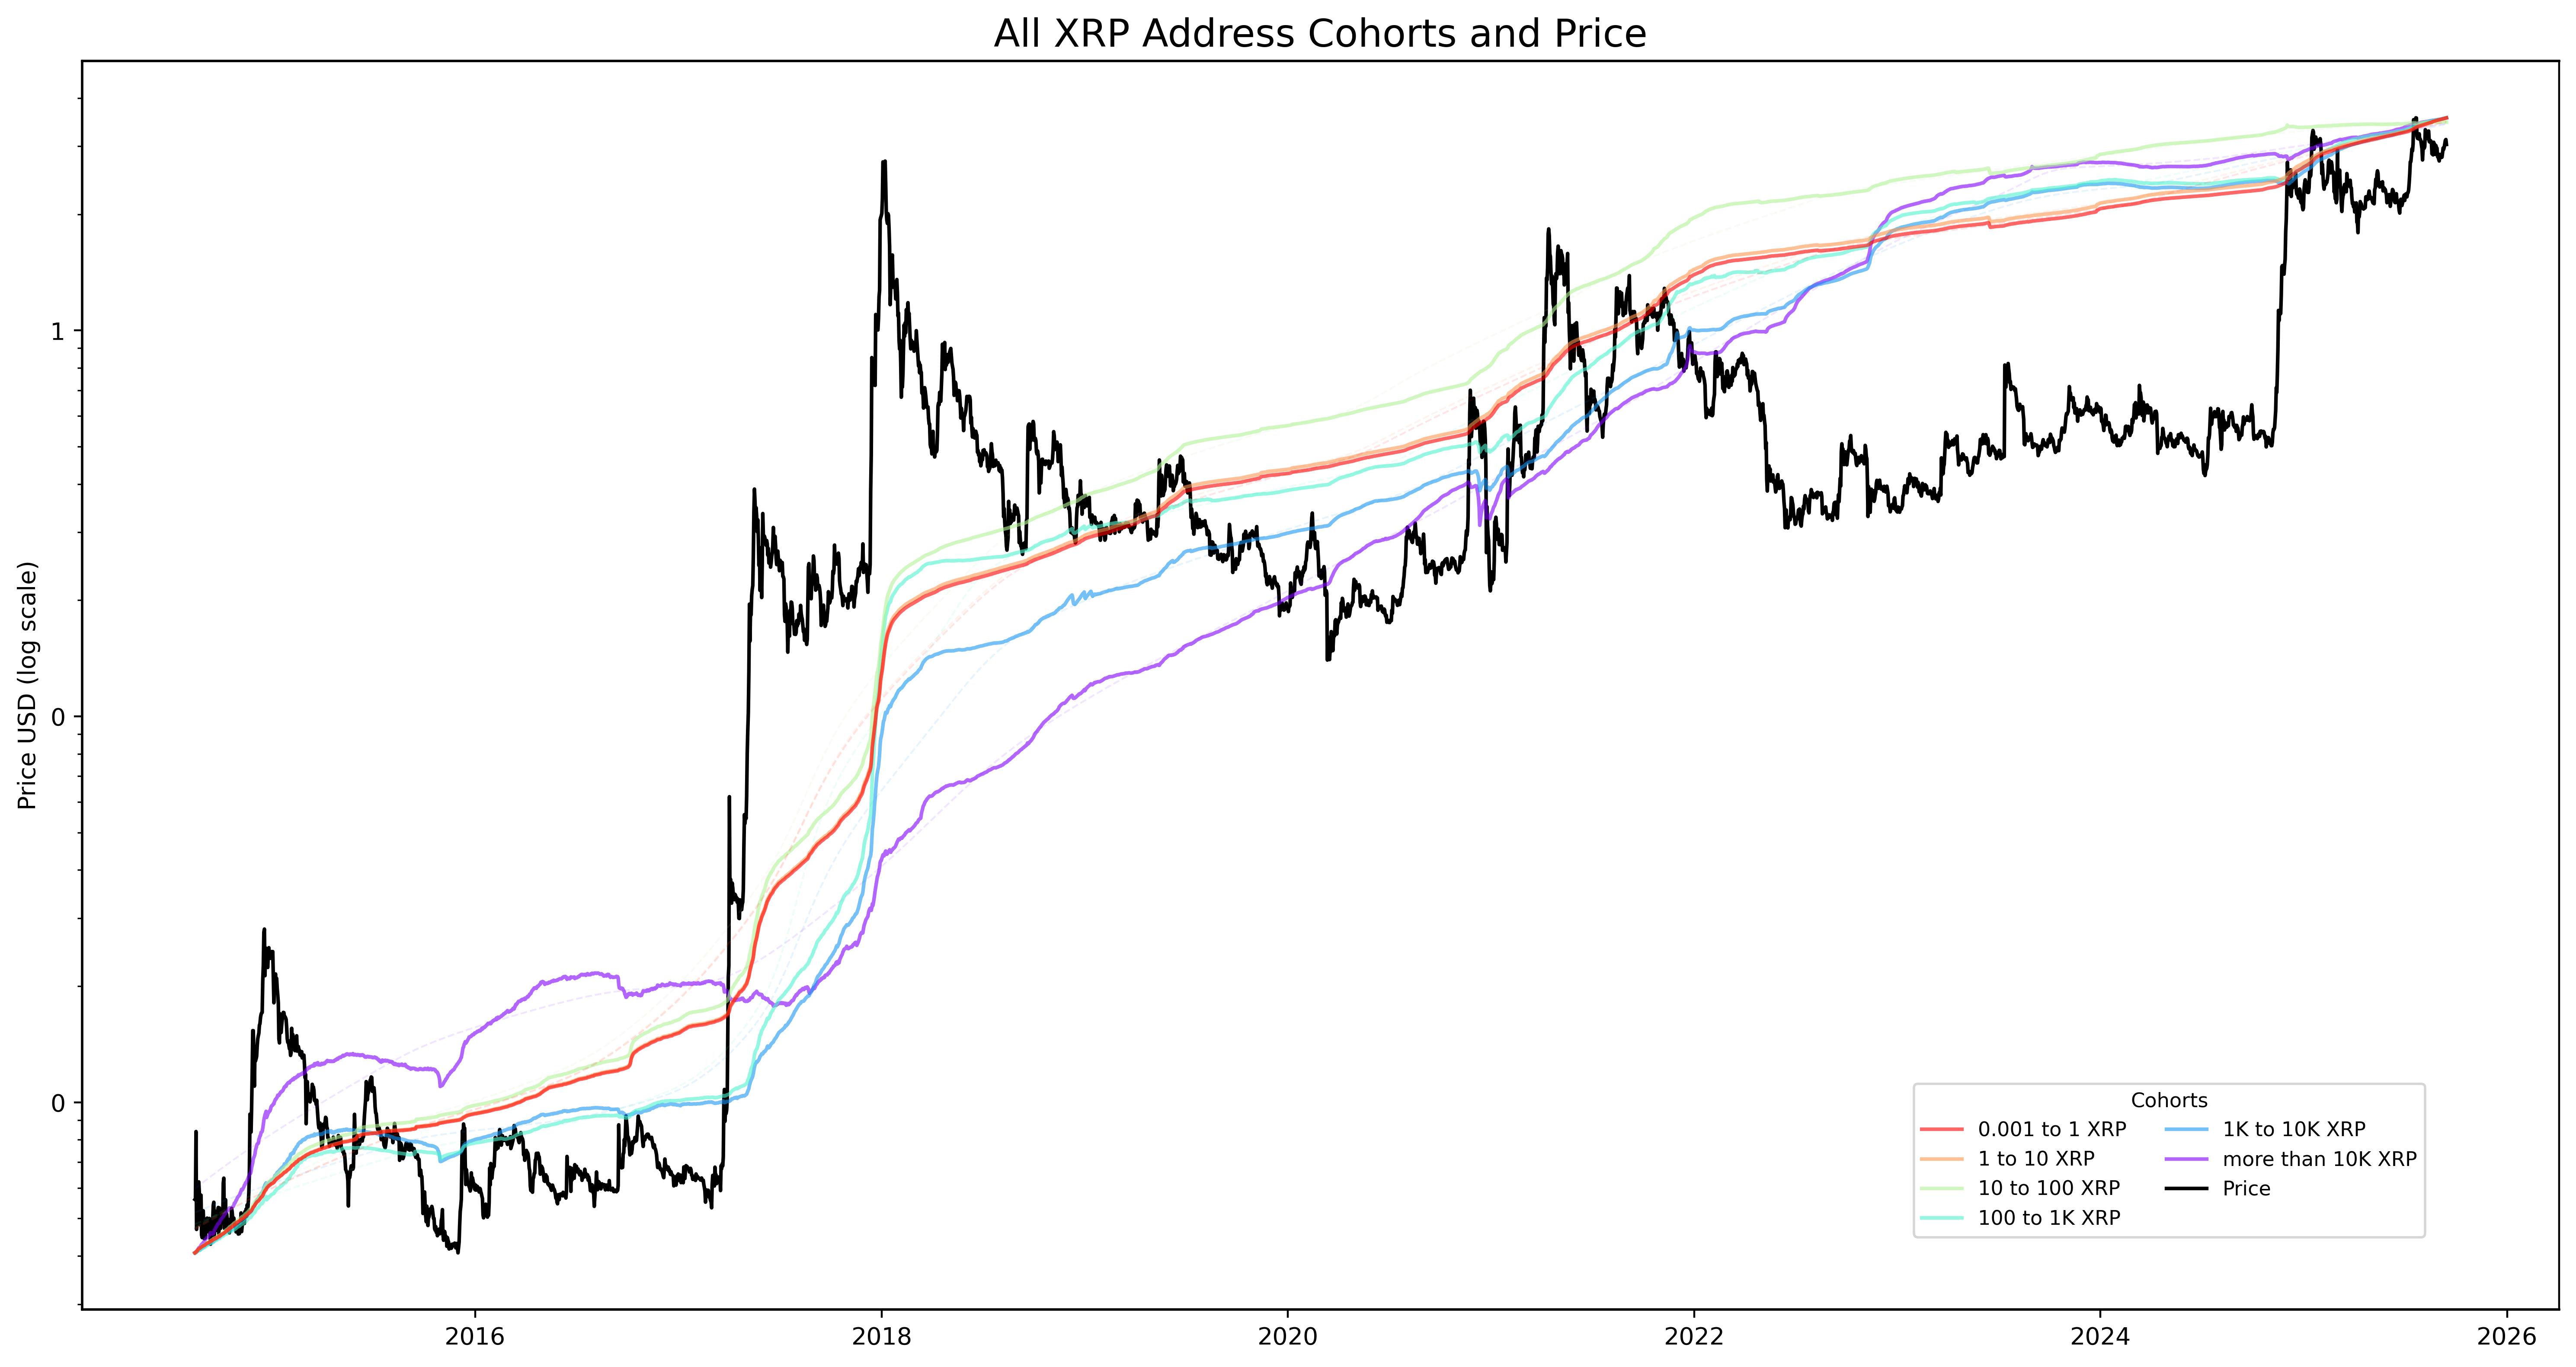 All XRP Address Cohorts and Price
Price USD (log scale)
1
0
0
Cohorts
0.001 to 1 XRP
1 to 10 XRP
10 to 100 XRP
100 to 1K XRP
1K to 10K XRP
more than 10K XRP
Price
2016 2018 2020 2022 2024 2026